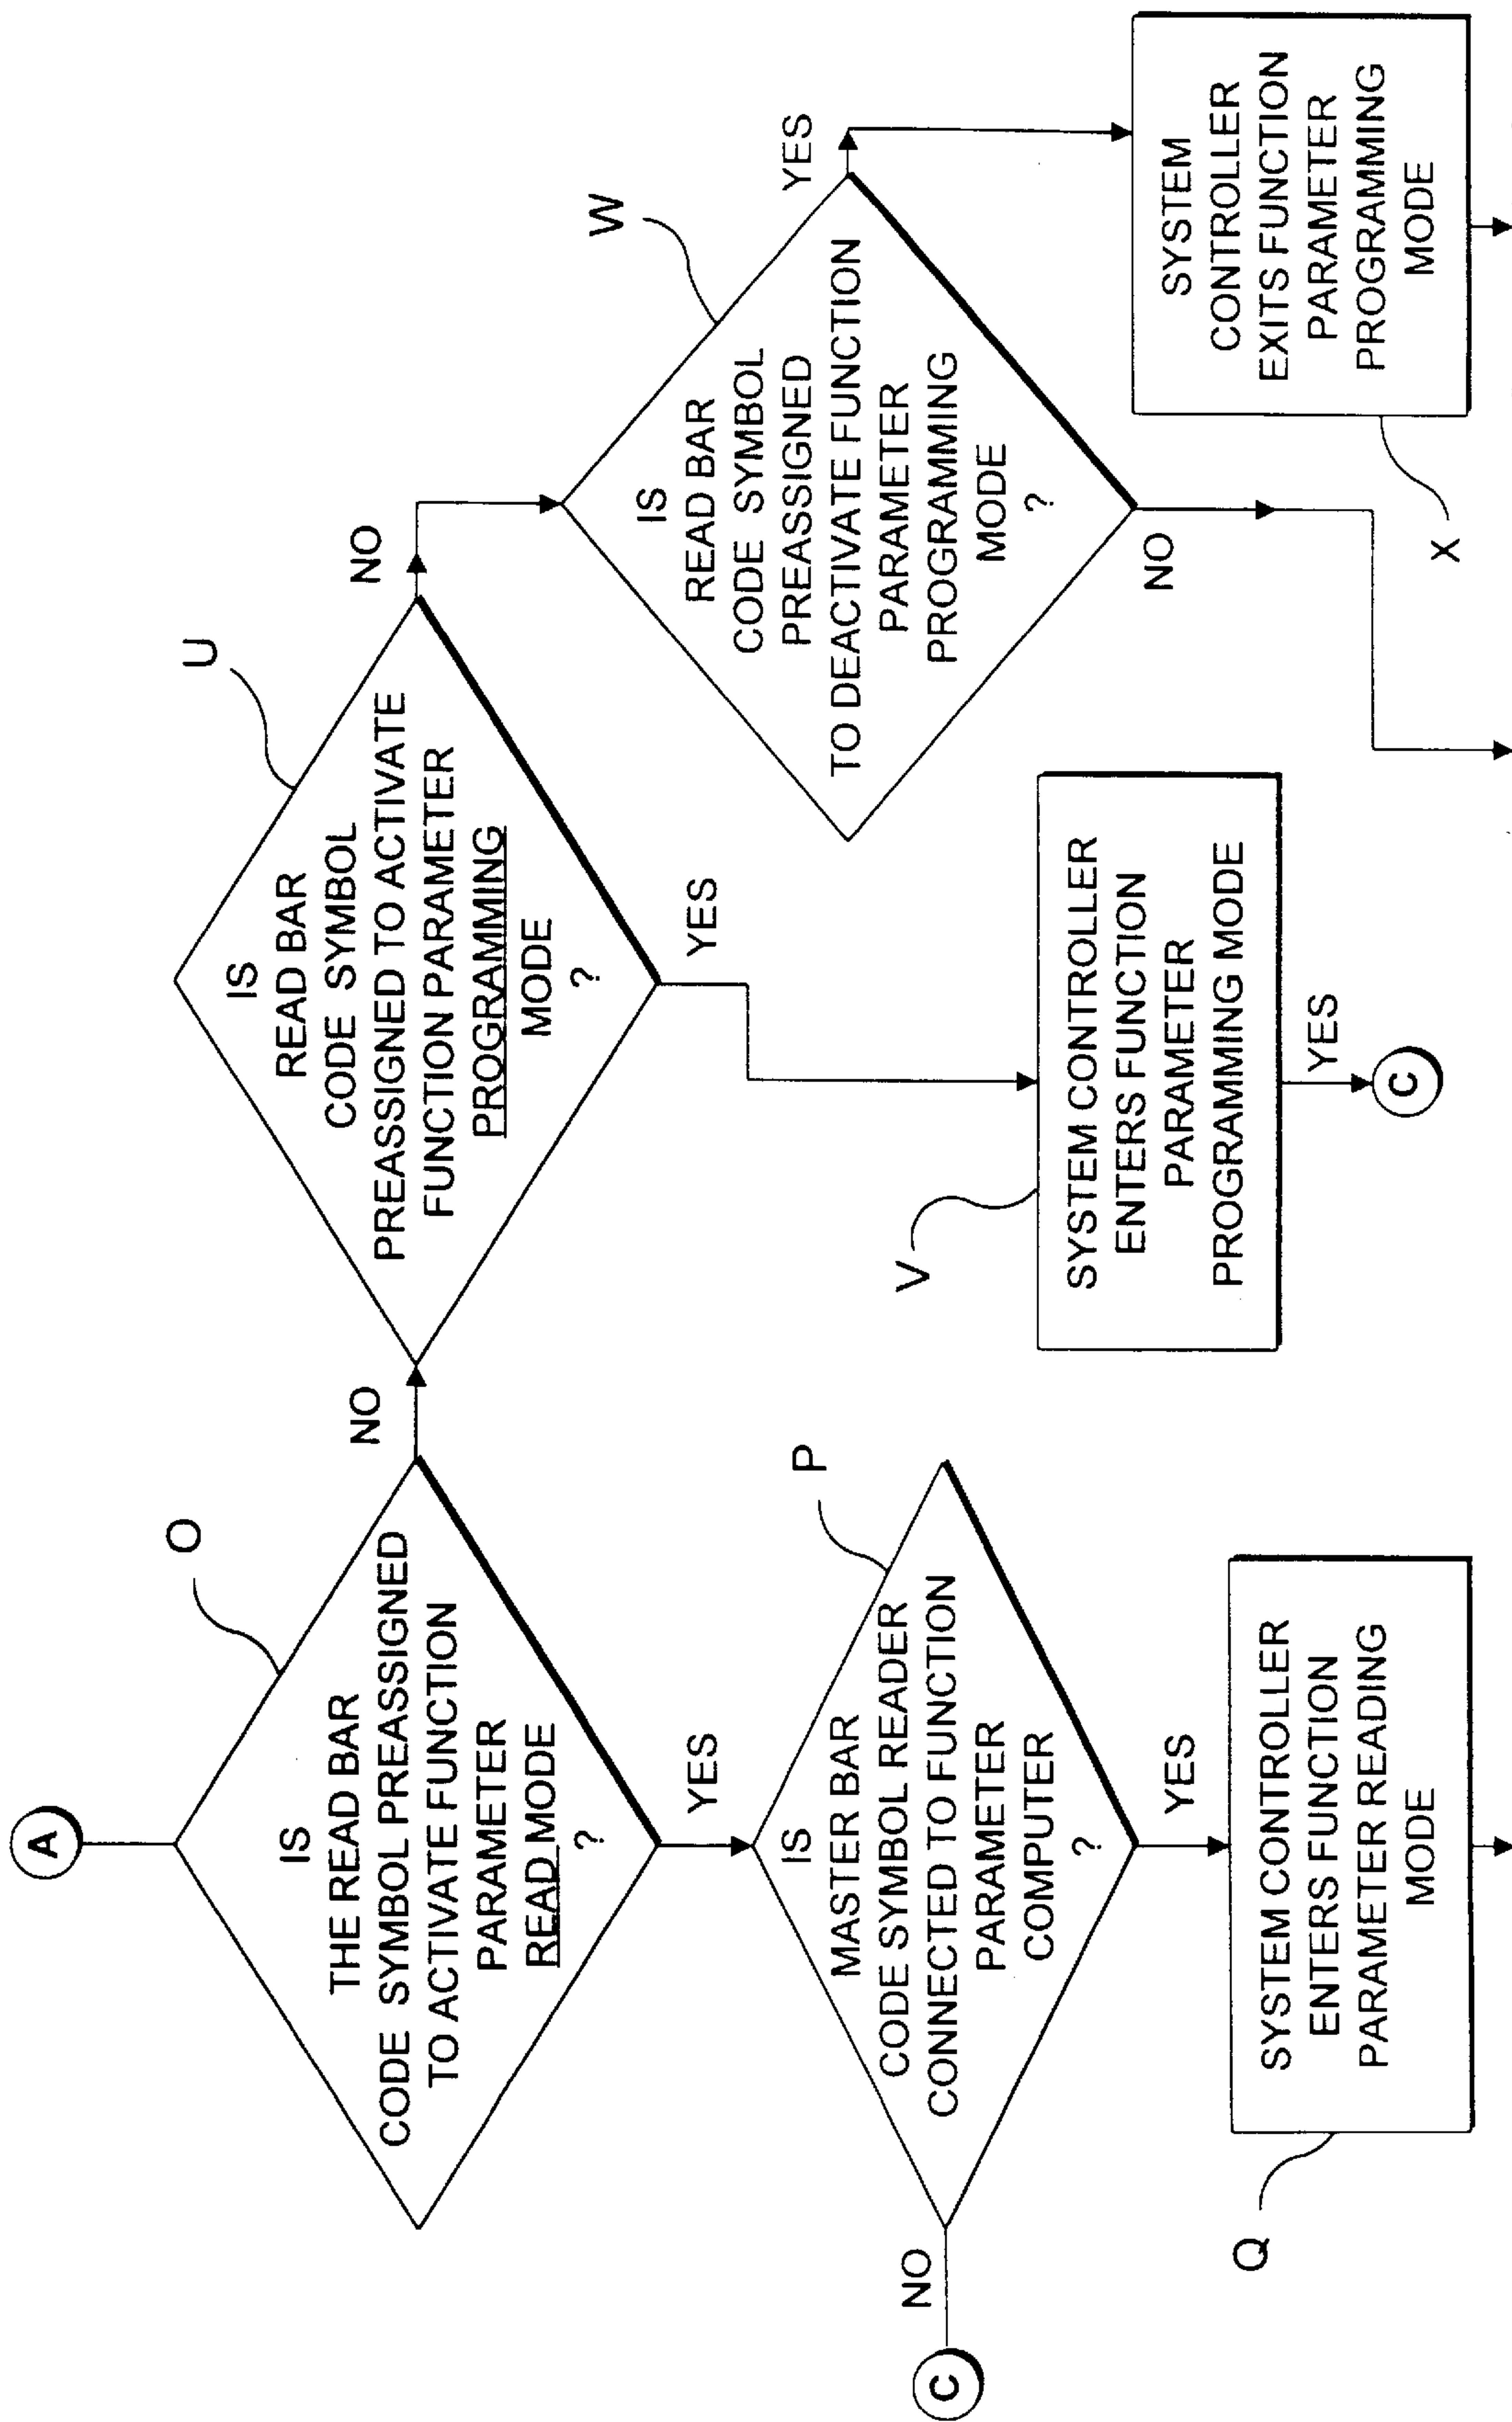 A
O
IS
THE READ BAR
CODE SYMBOL PREASSIGNED
TO ACTIVATE FUNCTION
PARAMETER
READ MODE
?
NO
YES
P
IS
MASTER BAR
CODE SYMBOL READER
CONNECTED TO FUNCTION
PARAMETER
COMPUTER
?
NO
C
YES
Q
SYSTEM CONTROLLER
ENTERS FUNCTION
PARAMETER READING
MODE
U
IS
READ BAR
CODE SYMBOL
PREASSIGNED TO ACTIVATE
FUNCTION PARAMETER
PROGRAMMING
MODE
?
NO
YES
V
SYSTEM CONTROLLER
ENTERS FUNCTION
PARAMETER
PROGRAMMING MODE
YES
C
W
IS
READ BAR
CODE SYMBOL
PREASSIGNED
TO DEACTIVATE FUNCTION
PARAMETER
PROGRAMMING
MODE
?
NO
YES
X
SYSTEM
CONTROLLER
EXITS FUNCTION
PARAMETER
PROGRAMMING
MODE